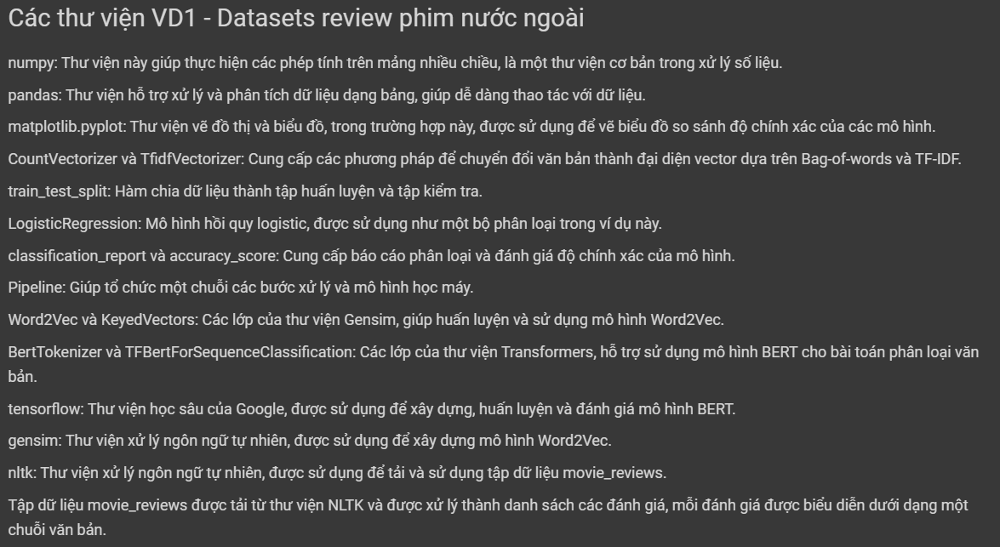 Các thư viện VD1 - Datasets review phim nước ngoài
numpy: Thư viện này giúp thực hiện các phép tính trên mảng nhiều chiều, là một thư viện cơ bản trong xử lý số liệu.
pandas: Thư viện hỗ trợ xử lý và phân tích dữ liệu dạng bảng, giúp dễ dàng thao tác với dữ liệu.
matplotlib.pyplot: Thư viện vẽ đồ thị và biểu đồ, trong trường hợp này, được sử dụng để vẽ biểu đồ so sánh độ chính xác của các mô hình.
CountVectorizer và TfidfVectorizer: Cung cấp các phương pháp để chuyển đổi văn bản thành đại diện vector dựa trên Bag-of-words và TF-IDF.
train_test_split: Hàm chia dữ liệu thành tập huấn luyện và tập kiểm tra.
LogisticRegression: Mô hình hồi quy logistic, được sử dụng như một bộ phân loại trong ví dụ này.
classification_report và accuracy_score: Cung cấp báo cáo phân loại và đánh giá độ chính xác của mô hình.
Pipeline: Giúp tổ chức một chuỗi các bước xử lý và mô hình học máy.
Word2Vec và KeyedVectors: Các lớp của thư viện Gensim, giúp huấn luyện và sử dụng mô hình Word2Vec.
BertTokenizer và TFBertForSequenceClassification: Các lớp của thư viện Transformers, hỗ trợ sử dụng mô hình BERT cho bài toán phân loại văn
bản.
tensorflow: Thư viện học sâu của Google, được sử dụng để xây dựng, huấn luyện và đánh giá mô hình BERT.
gensim: Thư viện xử lý ngôn ngữ tự nhiên, được sử dụng để xây dựng mô hình Word2Vec.
nltk: Thư viện xử lý ngôn ngữ tự nhiên, được sử dụng để tải và sử dụng tập dữ liệu movie_reviews.
Tập dữ liệu movie_reviews được tải từ thư viện NLTK và được xử lý thành danh sách các đánh giá, mỗi đánh giá được biểu diễn dưới dạng một
chuỗi văn bản.